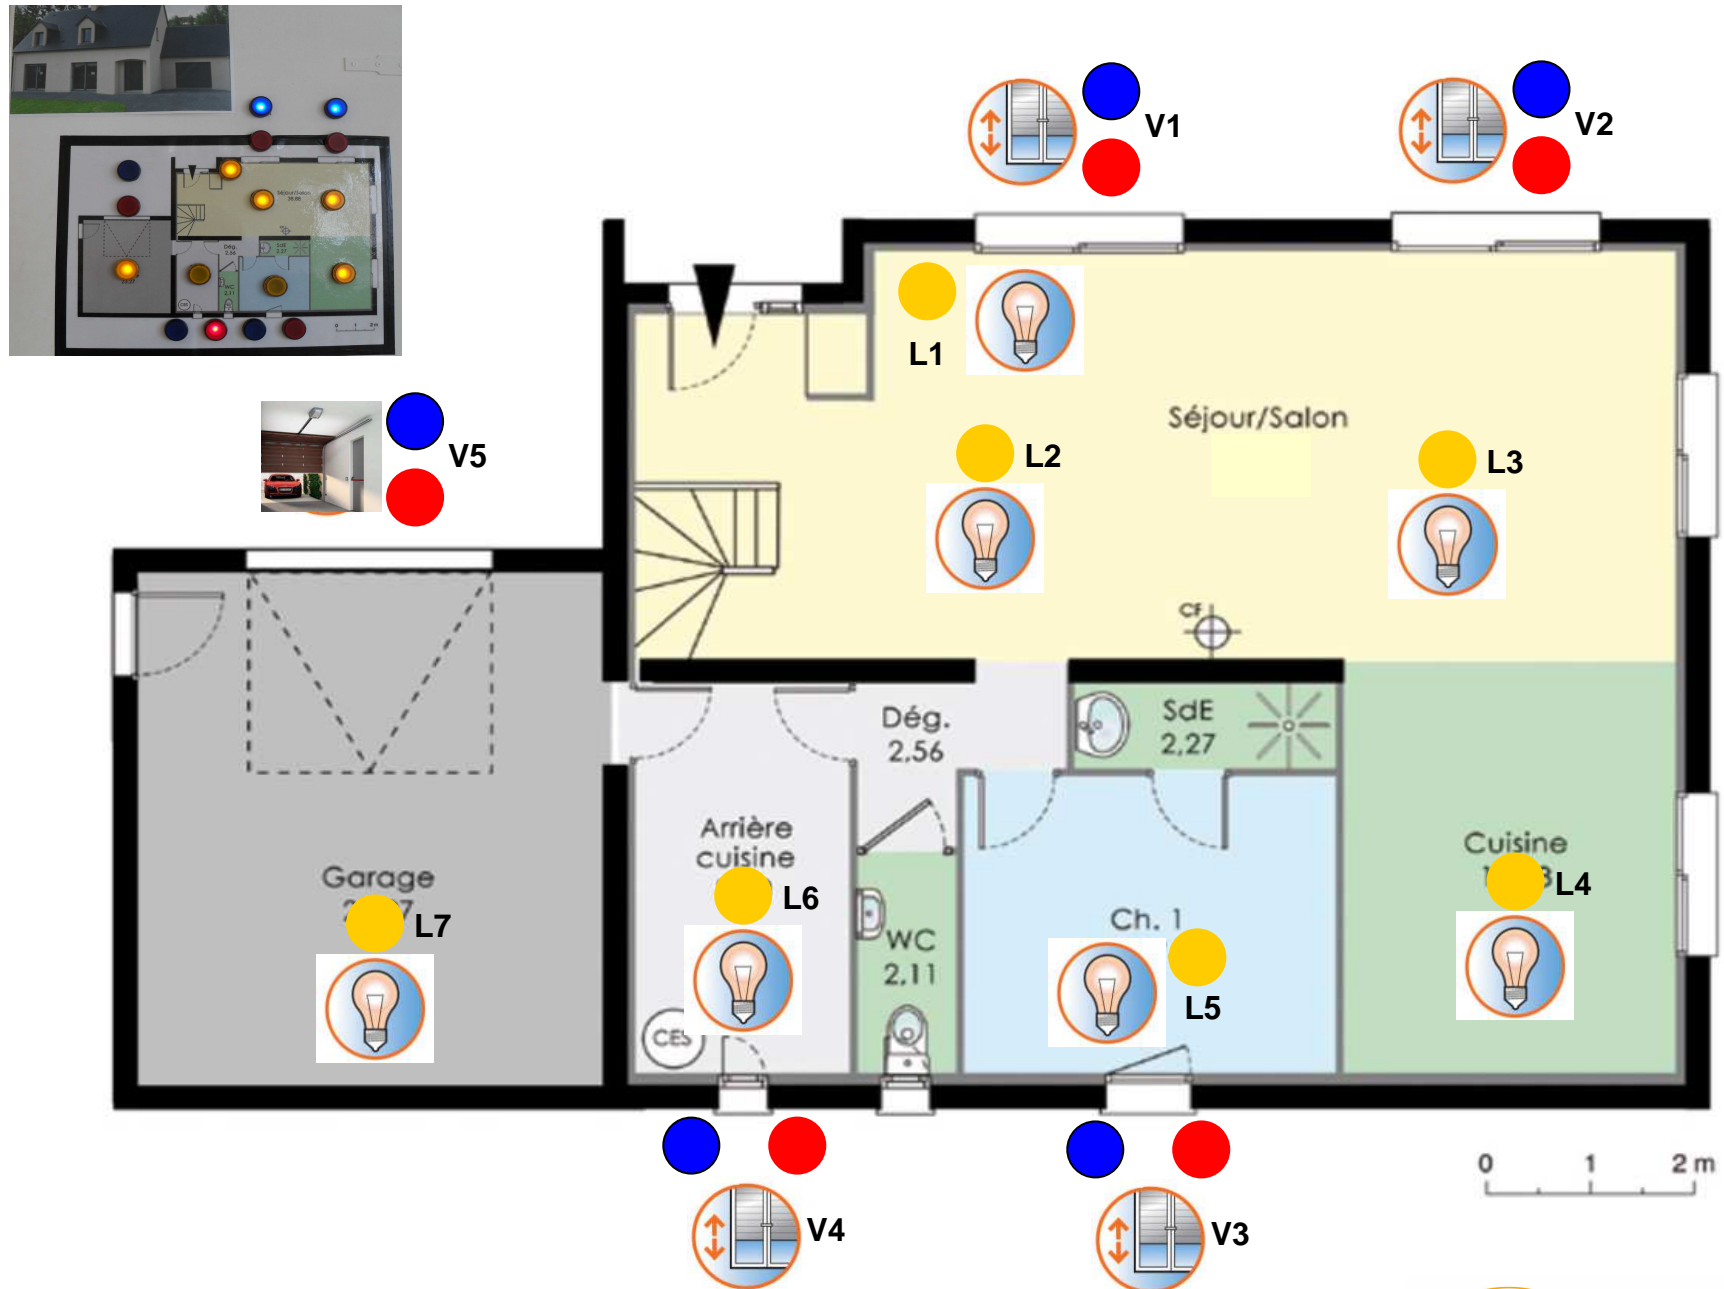 V1
V2
L1
Séjour/Salon
L2
L3
V5
CF
Dég.
2,56
SdE
2,27
Arrière
cuisine
L6
Garage
L7
Cuisine
L4
Ch. 1
L5
WC
2,11
CES
V4
V3
0 1 2 m